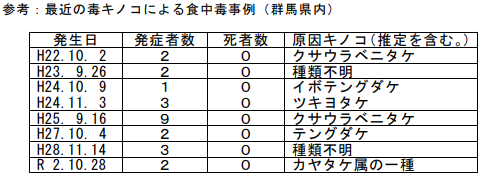 参考：最近の毒キノコによる食中毒事例（群馬県内）
発生日 発症者数 死者数 原因キノコ（推定を含む。）
H22.10. 2 2 0 クサウラベニタケ
H23. 9.26 2 0 種類不明
H24.10. 9 1 0 イボテングダケ
H24.11. 3 3 0 ツキヨタケ
H25. 9.16 9 0 クサウラベニタケ
H27.10. 4 2 0 テングダケ
H28.11.14 3 0 種類不明
R 2.10.28 2 0 カヤタケ属の一種